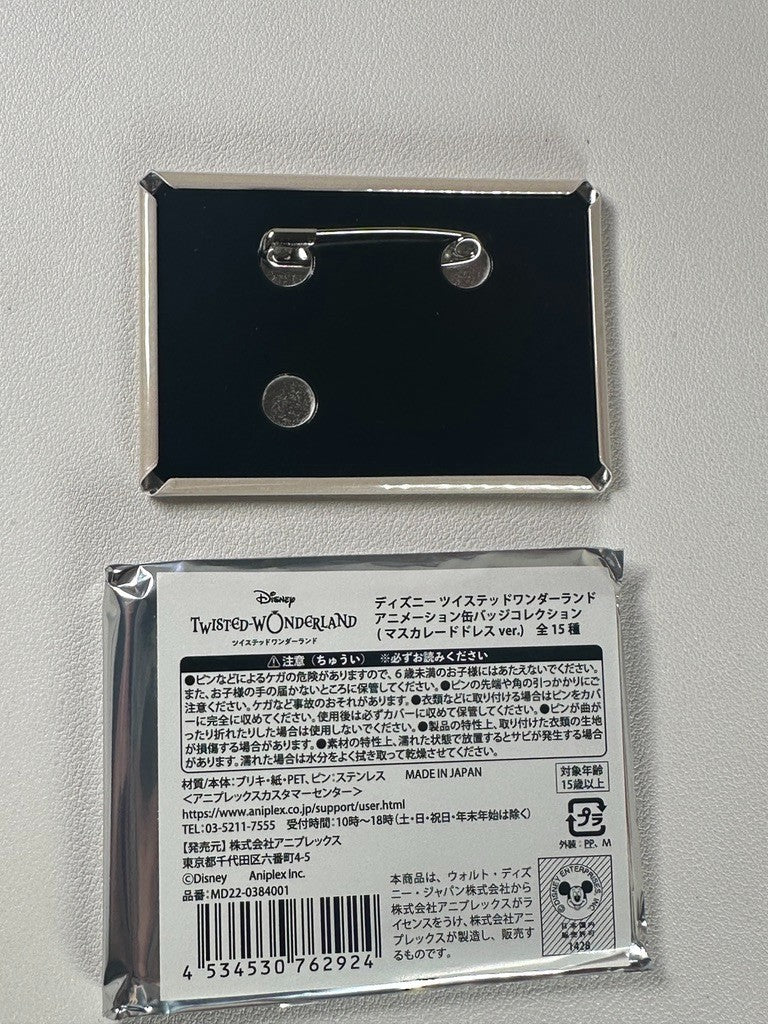 Disney
TWISTED-WONDERLAND
ツイステッドワンダーランド
ディズニー ツイステッドワンダーランド
アニメーション缶バッジコレクション
(マスカレードドレス ver.) 全 15 種
⚠注意（ちゅうい） ※必ずお読みください
●ピンなどによるケガの危険がありますので、6歳未満のお子様にはあたえないでください。
また、お子様の手の届かないところに保管してください。●ピンの先端や角の引っかかりにご
注意ください。ケガなど事故のおそれがあります。●衣類などに取り付ける場合はピンをカバ
ーに完全に収めてください。使用後は必ずカバーに収めて保管してください。●ピンが曲が
ったり折れたりした場合は使用しないでください。●製品の特性上、取り付けた衣類の生地
が損傷する場合があります。●素材の特性上、濡れた状態で放置するとサビが発生する場合
があります。濡れた場合は水分をよく拭き取って乾燥させてください。
材質/本体：ブリキ・紙・PET、ピン：ステンレス MADE IN JAPAN
＜アニプレックスカスタマーセンター＞
https://www.aniplex.co.jp/support/user.html
TEL：03-5211-7555 受付時間：10時～18時（土・日・祝日・年末年始は除く）
【発売元】株式会社アニプレックス
東京都千代田区六番町4-5
©Disney Aniplex Inc.
品番：MD22-0384001
4 534530 762924
対象年齢
15歳以上
プラ
外装：PP、M
本商品は、ウォルト・ディズ
ニー・ジャパン株式会社から
株式会社アニプレックスがラ
イセンスをうけ、株式会社アニ
プレックスが製造し、販売す
るものです。
©DISNEY ENTERPRISES INC.
日本国内
販売許可
1428